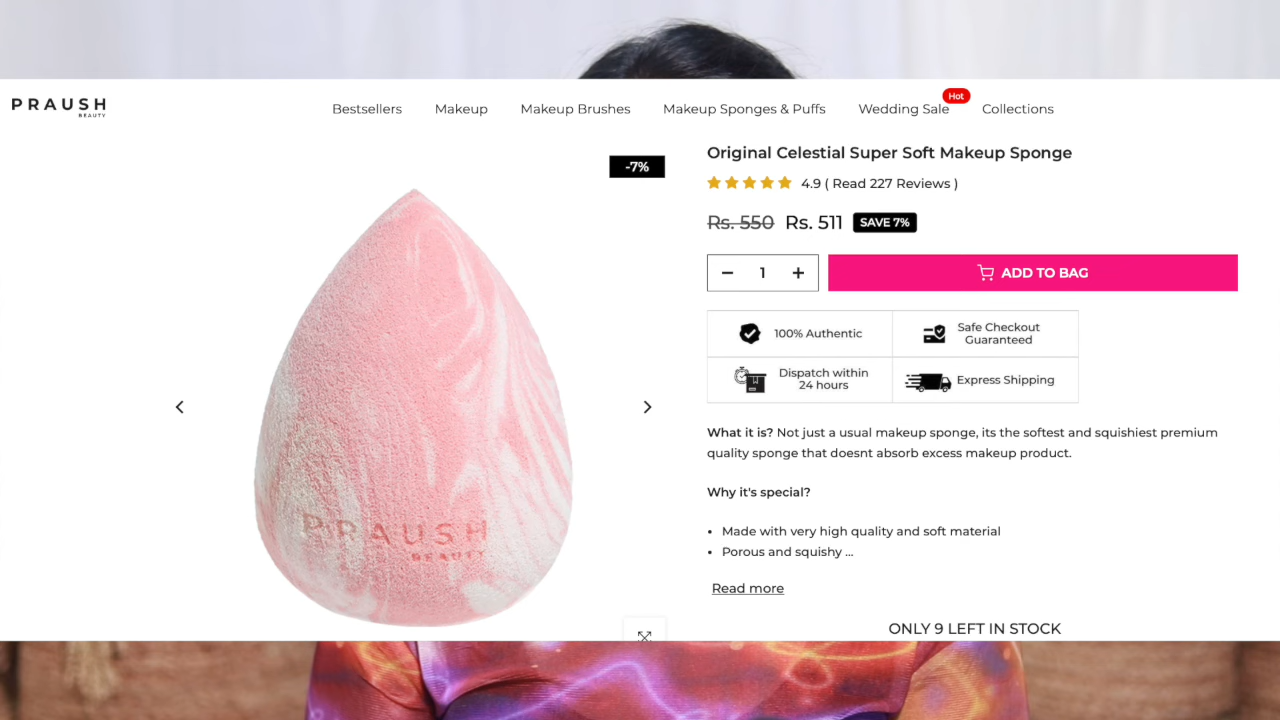 PRAUSH
BEAUTY
Bestsellers
Makeup
Makeup Brushes
Makeup Sponges & Puffs
Wedding Sale
Hot
Collections
-7%
PRAUSH
BEAUTY
Original Celestial Super Soft Makeup Sponge
4.9 ( Read 227 Reviews )
Rs. 550 Rs. 511 SAVE 7%
1
ADD TO BAG
100% Authentic
Safe Checkout
Guaranteed
Dispatch within
24 hours
Express Shipping
What it is? Not just a usual makeup sponge, its the softest and squishiest premium
quality sponge that doesnt absorb excess makeup product.
Why it's special?
• Made with very high quality and soft material
• Porous and squishy ...
Read more
ONLY 9 LEFT IN STOCK